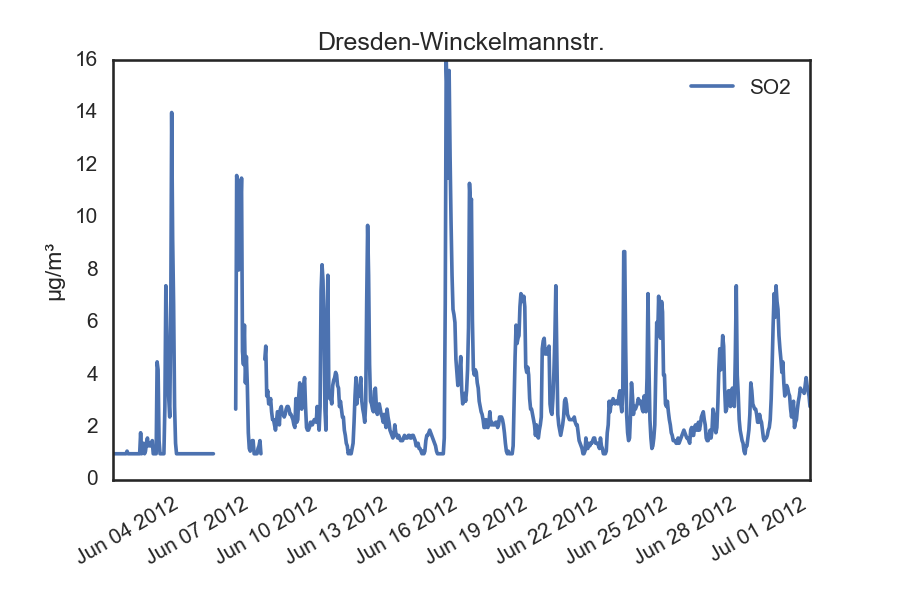 Dresden-Winckelmannstr.
SO2
µg/m³
16
14
12
10
8
6
4
2
0
Jun 04 2012
Jun 07 2012
Jun 10 2012
Jun 13 2012
Jun 16 2012
Jun 19 2012
Jun 22 2012
Jun 25 2012
Jun 28 2012
Jul 01 2012